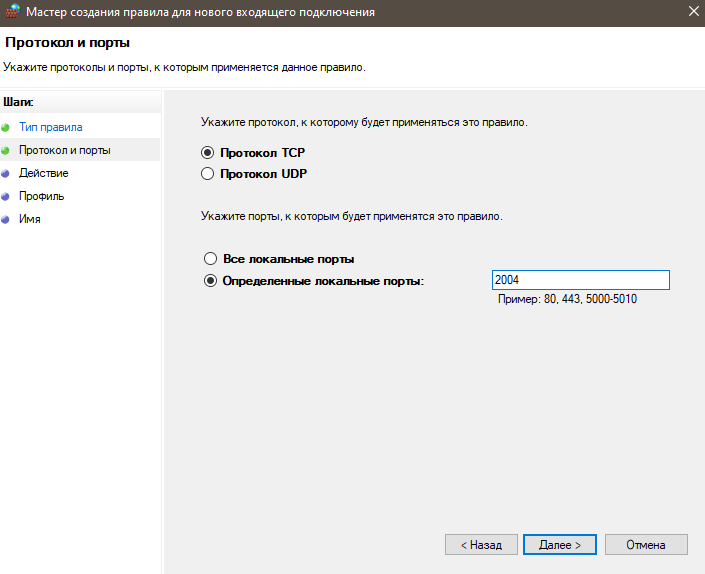 Мастер создания правила для нового входящего подключения
Протокол и порты
Укажите протоколы и порты, к которым применяется данное правило.
Шаги:
Тип правила
Протокол и порты
Действие
Профиль
Имя
Укажите протокол, к которому будет применяться это правило.
Протокол TCP
Протокол UDP
Укажите порты, к которым будет применятся это правило.
Все локальные порты
Определенные локальные порты:
2004
Пример: 80, 443, 5000-5010
< Назад
Далее >
Отмена